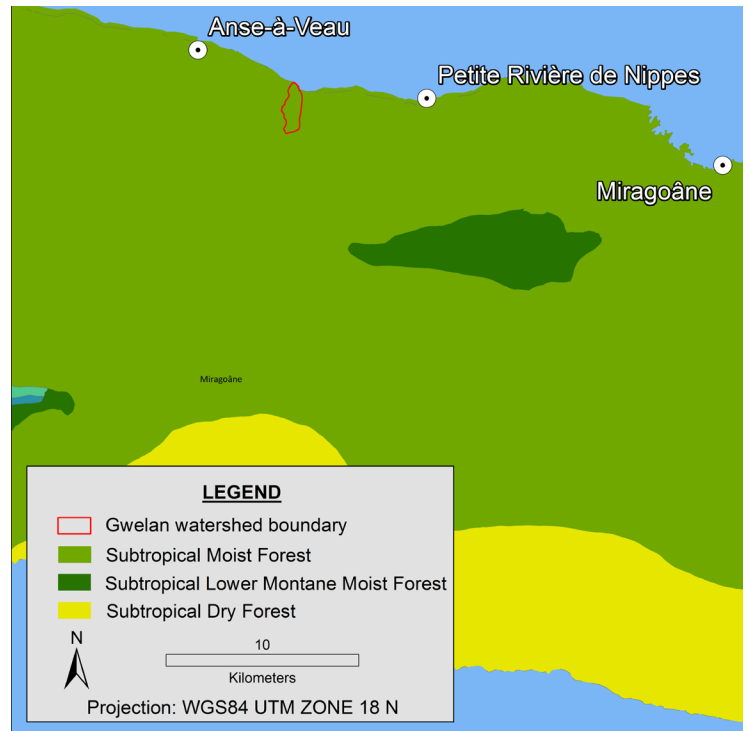 Anse-à-Veau
Petite Rivière de Nippes
Miragoâne
Miragoâne
LEGEND
Gwelan watershed boundary
Subtropical Moist Forest
Subtropical Lower Montane Moist Forest
Subtropical Dry Forest
N
10
Kilometers
Projection: WGS84 UTM ZONE 18 N